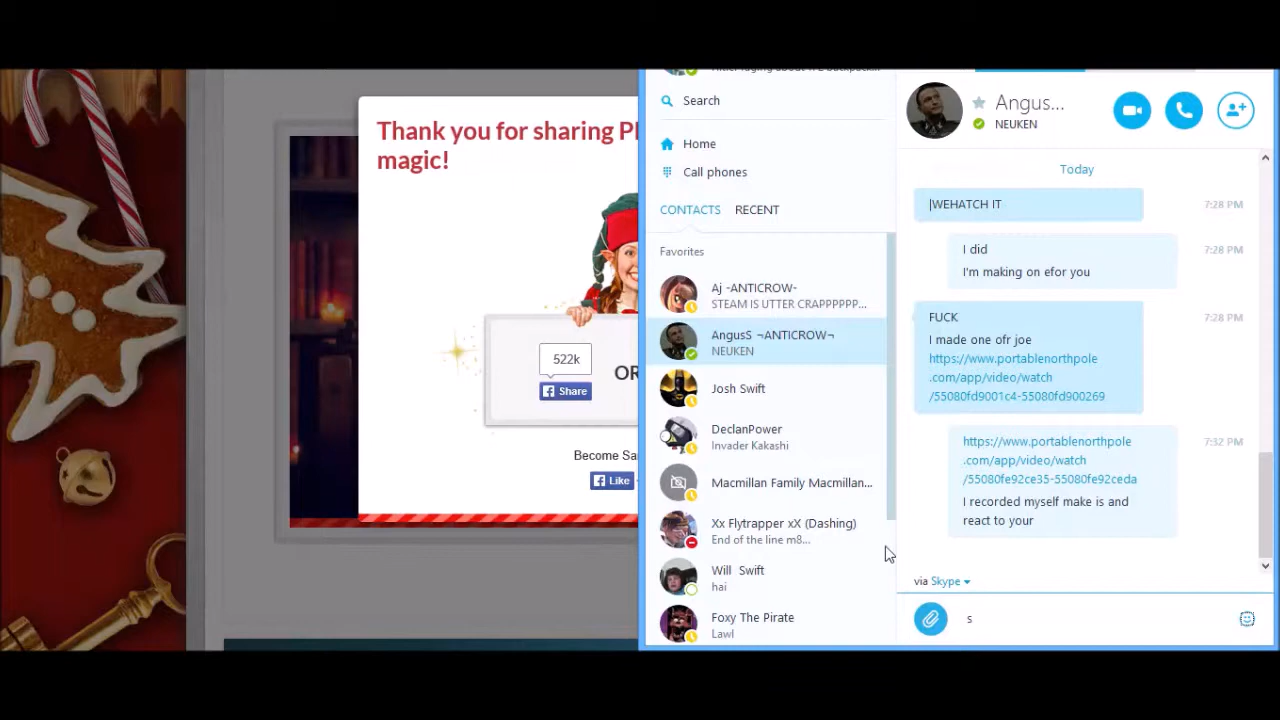 Thank you for sharing
magic!
522k
Share
OR
Become
Like
Search
Home
Call phones
CONTACTS
RECENT
Favorites
Aj -ANTICROW-
STEAM IS UTTER CRAPPPPPP...
AngusS ¬ANTICROW¬
NEUKEN
Josh Swift
DeclanPower
Invader Kakashi
Macmillan Family Macmillan...
Xx Flytrapper xX (Dashing)
End of the line m8...
Will Swift
hai
Foxy The Pirate
Lawl
Angus...
NEUKEN
Today
|WEHATCH IT
7:28 PM
I did
7:28 PM
I'm making on efor you
FUCK
7:28 PM
I made one ofr joe
https://www.portablenorthpole
.com/app/video/watch
/55080fd9001c4-55080fd900269
https://www.portablenorthpole
7:32 PM
.com/app/video/watch
/55080fe92ce35-55080fe92ceda
I recorded myself make is and
react to your
via Skype
s